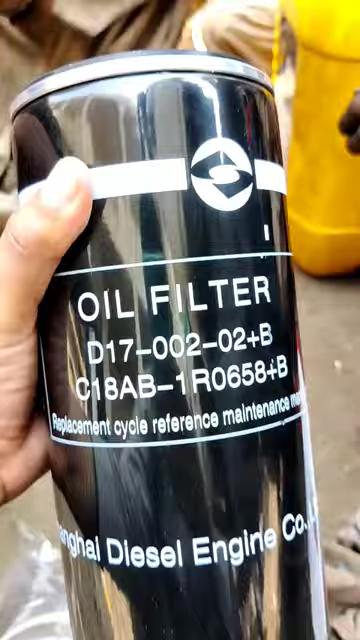 OIL FILTER
D17-002-02+B
C18AB-1R0658+B
Replacement cycle reference maintenance
Diesel Engine Co.,